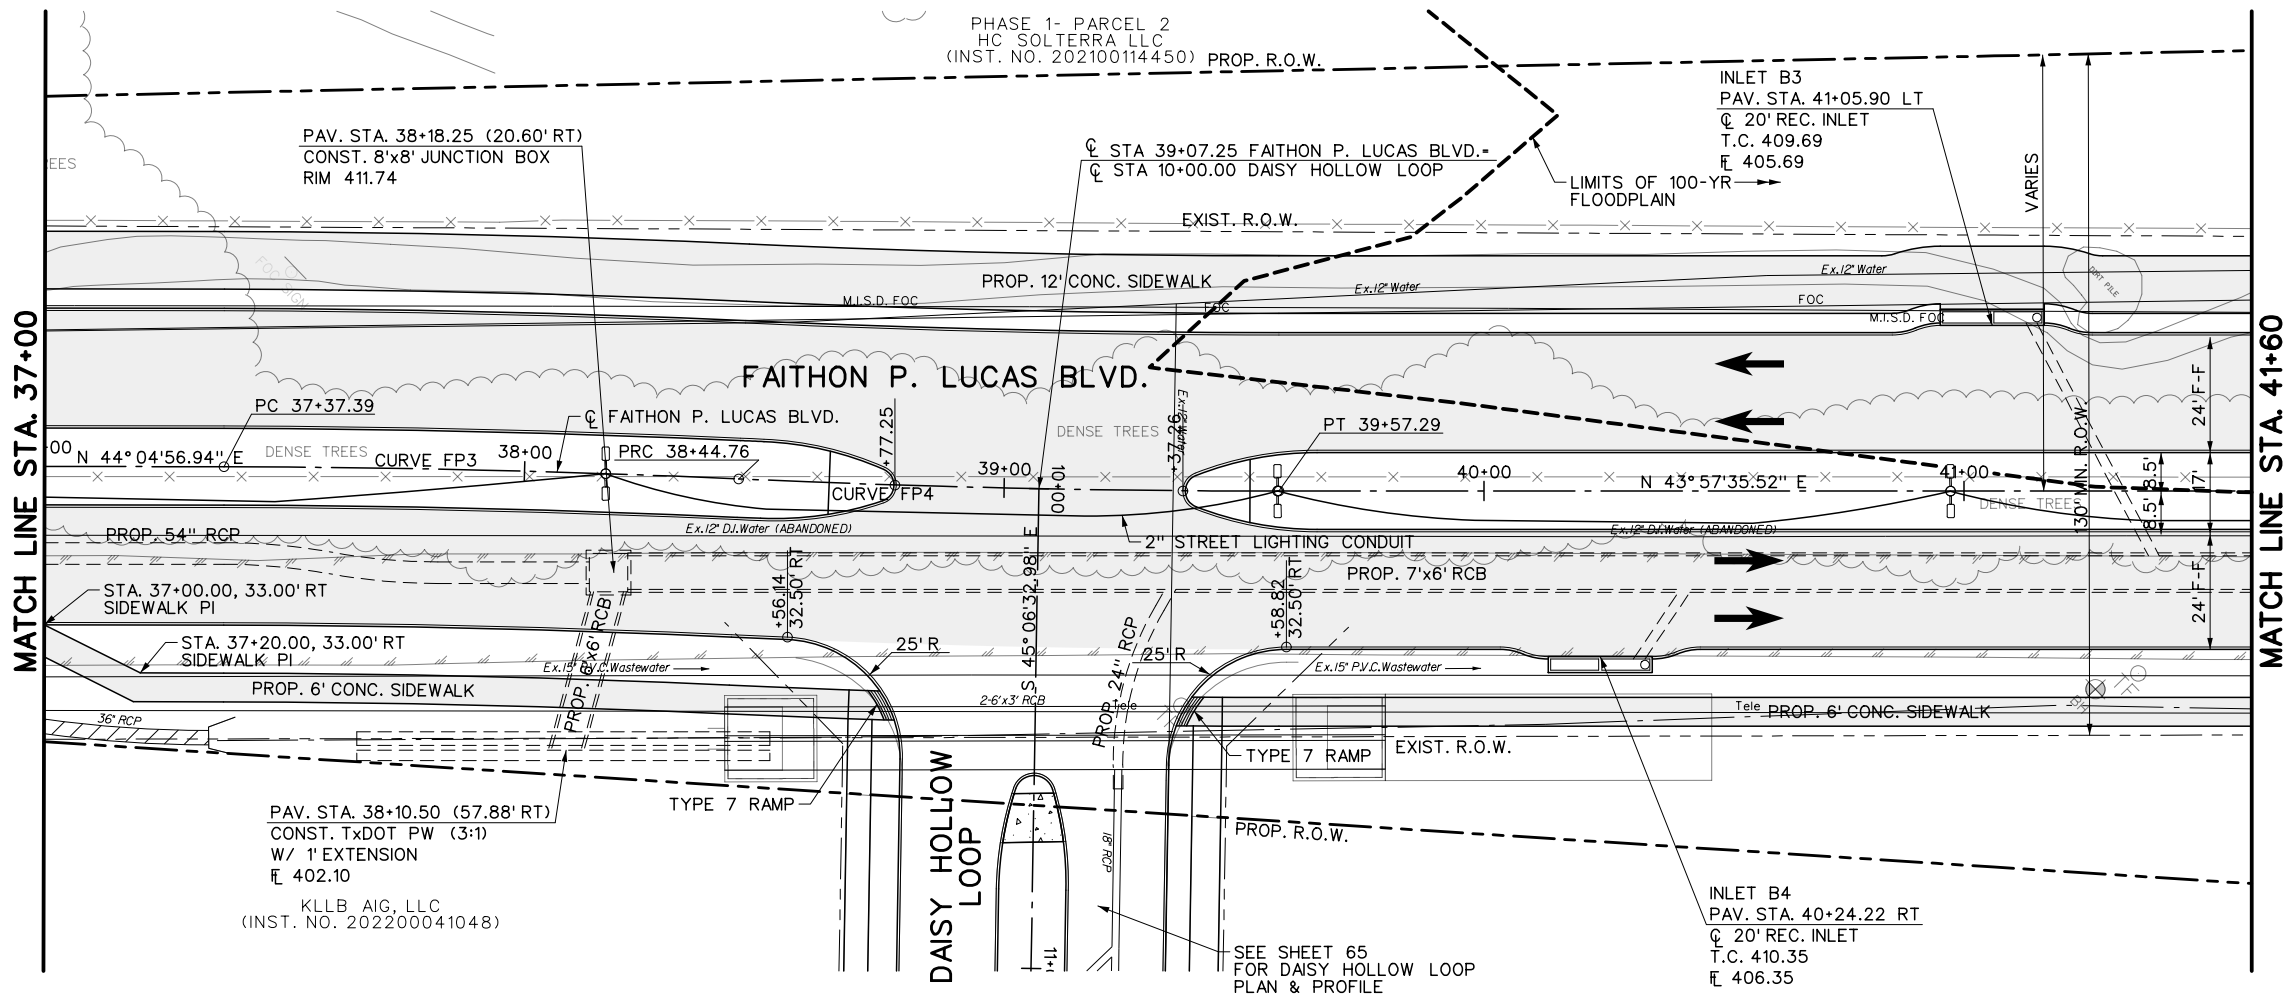 PHASE 1- PARCEL 2
HC SOLTERRA LLC
(INST. NO. 202100114450)
PROP. R.O.W.
INLET B3
PAV. STA. 41+05.90 LT
℄ 20' REC. INLET
T.C. 409.69
FL 405.69
PAV. STA. 38+18.25 (20.60' RT)
CONST. 8'x8' JUNCTION BOX
RIM 411.74
℄ STA 39+07.25 FAITHON P. LUCAS BLVD.=
℄ STA 10+00.00 DAISY HOLLOW LOOP
LIMITS OF 100-YR
FLOODPLAIN
VARIES
EES
EXIST. R.O.W.
FOC SIGN
PROP. 12' CONC. SIDEWALK
Ex.12" Water
Ex.12" Water
DIRT PILE
M.I.S.D. FOC
FOC
FOC
M.I.S.D. FOC
MATCH LINE STA. 37+00
MATCH LINE STA. 41+60
FAITHON P. LUCAS BLVD.
PC 37+37.39
℄ FAITHON P. LUCAS BLVD.
+77.25
Ex.12" Water
+37.26
DENSE TREES
PT 39+57.29
24' F-F
+00
N 44° 04'56.94" E
DENSE TREES
CURVE FP3
38+00
PRC 38+44.76
CURVE FP4
39+00
10+00
40+00
N 43° 57'35.52" E
41+00
DENSE TREES
130' MIN. R.O.W.
8.5'
8.5'
17'
Ex.12" D.I.Water (ABANDONED)
Ex.12" D.I.Water (ABANDONED)
PROP. 54" RCP
2" STREET LIGHTING CONDUIT
PROP. 7'x6' RCB
24' F-F
STA. 37+00.00, 33.00' RT
SIDEWALK PI
+56.14
32.50' RT
S 45° 06'32.98" E
+58.82
32.50' RT
STA. 37+20.00, 33.00' RT
SIDEWALK PI
PROP. 6'x6' RCB
25' R
25' R
PROP. 24" RCP
Ex.15" P.V.C.Wastewater
Ex.15" P.V.C.Wastewater
PROP. 6' CONC. SIDEWALK
2-6'x3' RCB
Tele
Tele
PROP. 6' CONC. SIDEWALK
36" RCP
EXIST. R.O.W.
TYPE 7 RAMP
TYPE 7 RAMP
PAV. STA. 38+10.50 (57.88' RT)
CONST. TxDOT PW (3:1)
W/ 1' EXTENSION
FL 402.10
KLLB AIG, LLC
(INST. NO. 202200041048)
DAISY HOLLOW
LOOP
18" RCP
PROP. R.O.W.
SEE SHEET 65
FOR DAISY HOLLOW LOOP
PLAN & PROFILE
INLET B4
PAV. STA. 40+24.22 RT
℄ 20' REC. INLET
T.C. 410.35
FL 406.35